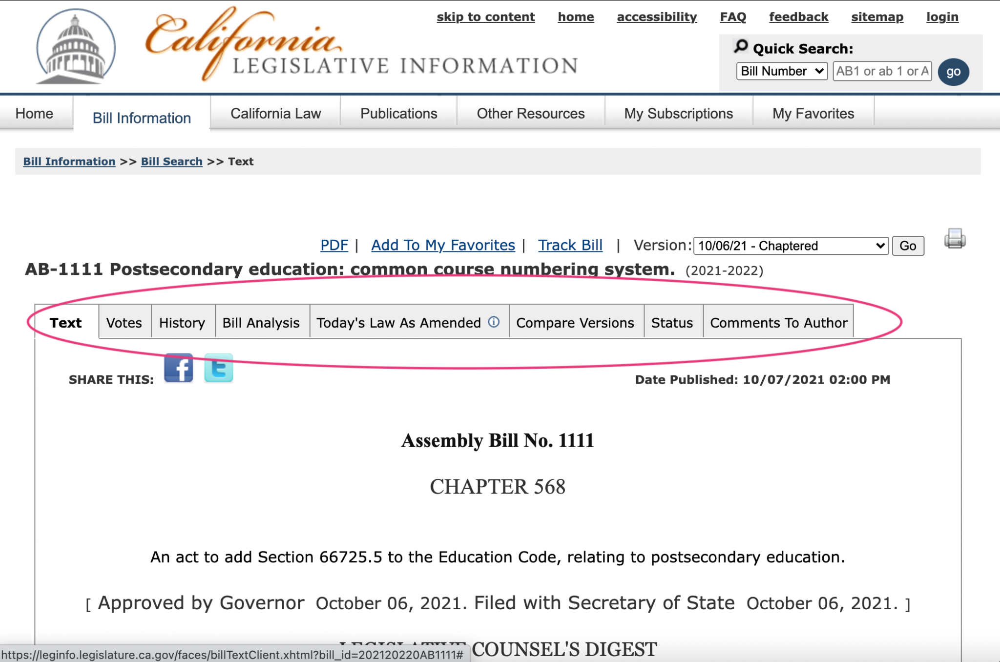 skip to content home accessibility FAQ feedback sitemap login
California
LEGISLATIVE INFORMATION
Quick Search:
Bill Number AB1 or ab 1 or A go
Home Bill Information California Law Publications Other Resources My Subscriptions My Favorites
Bill Information >> Bill Search >> Text
PDF | Add To My Favorites | Track Bill | Version: 10/06/21 - Chaptered Go
AB-1111 Postsecondary education: common course numbering system. (2021-2022)
Text Votes History Bill Analysis Today's Law As Amended Compare Versions Status Comments To Author
SHARE THIS: f t Date Published: 10/07/2021 02:00 PM
Assembly Bill No. 1111
CHAPTER 568
An act to add Section 66725.5 to the Education Code, relating to postsecondary education.
[ Approved by Governor October 06, 2021. Filed with Secretary of State October 06, 2021. ]
LEGISLATIVE COUNSEL'S DIGEST
https://leginfo.legislature.ca.gov/faces/billTextClient.xhtml?bill_id=202120220AB1111#